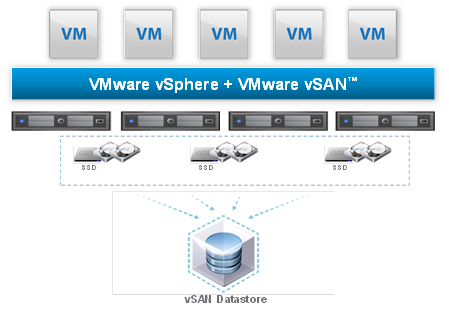 VM VM VM VM VM
VMware vSphere + VMware vSAN™
SSD SSD SSD
vSAN Datastore